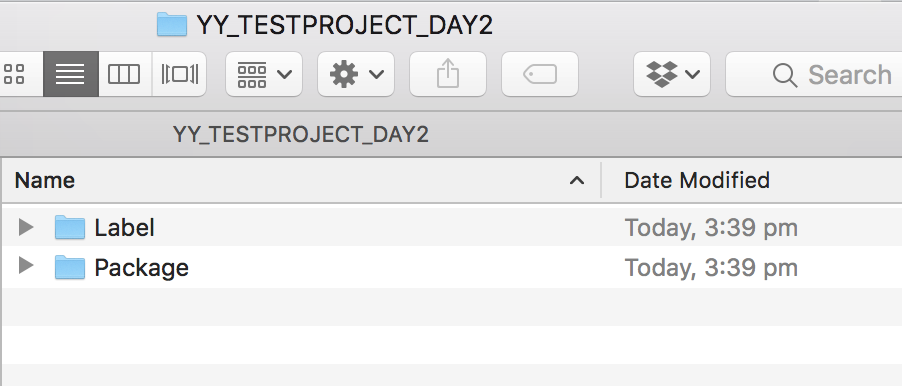 YY_TESTPROJECT_DAY2
Search
YY_TESTPROJECT_DAY2
Name Date Modified
Label Today, 3:39 pm
Package Today, 3:39 pm